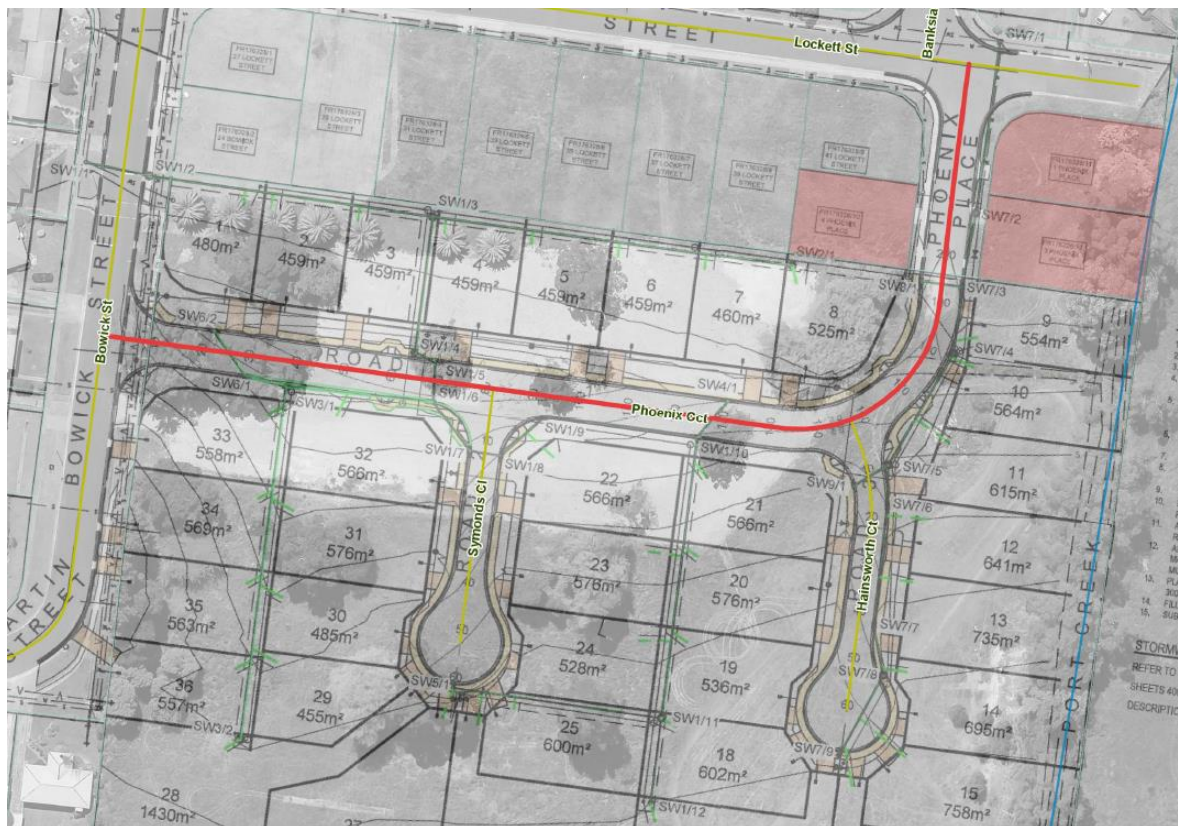 STREET
Lockett St
Banksia
SW7/1
PHOENIX
PLACE
SW7/2
SW1/1
SW1/2
SW1/3
SW2/1
SW7/3
1
480m²
2
459m²
3
459m²
4
459m²
5
459m²
6
459m²
7
460m²
8
525m²
9
554m²
SW6/2
SW1/4
SW7/4
BOWICK STREET
Bowick St
ROAD
SW1/5
SW1/6
SW4/1
Phoenix Cct
10
564m²
SW6/1
SW3/1
SW1/7
SW1/8
SW1/9
SW1/10
SW9/1
SW7/5
SW7/6
33
558m²
32
566m²
22
566m²
21
566m²
11
615m²
34
569m²
31
576m²
Symonds Cl
23
576m²
20
576m²
Hainsworth Ct
12
641m²
MARTIN
STREET
35
563m²
30
485m²
24
528m²
19
536m²
SW7/7
13
735m²
PORT CREEK
STORMW
REFER TO
SHEETS 40
DESCRIPTIO
36
557m²
29
455m²
SW5/1
25
600m²
SW1/11
SW7/8
14
695m²
SW3/2
18
602m²
SW7/9
28
1430m²
SW1/12
15
758m²